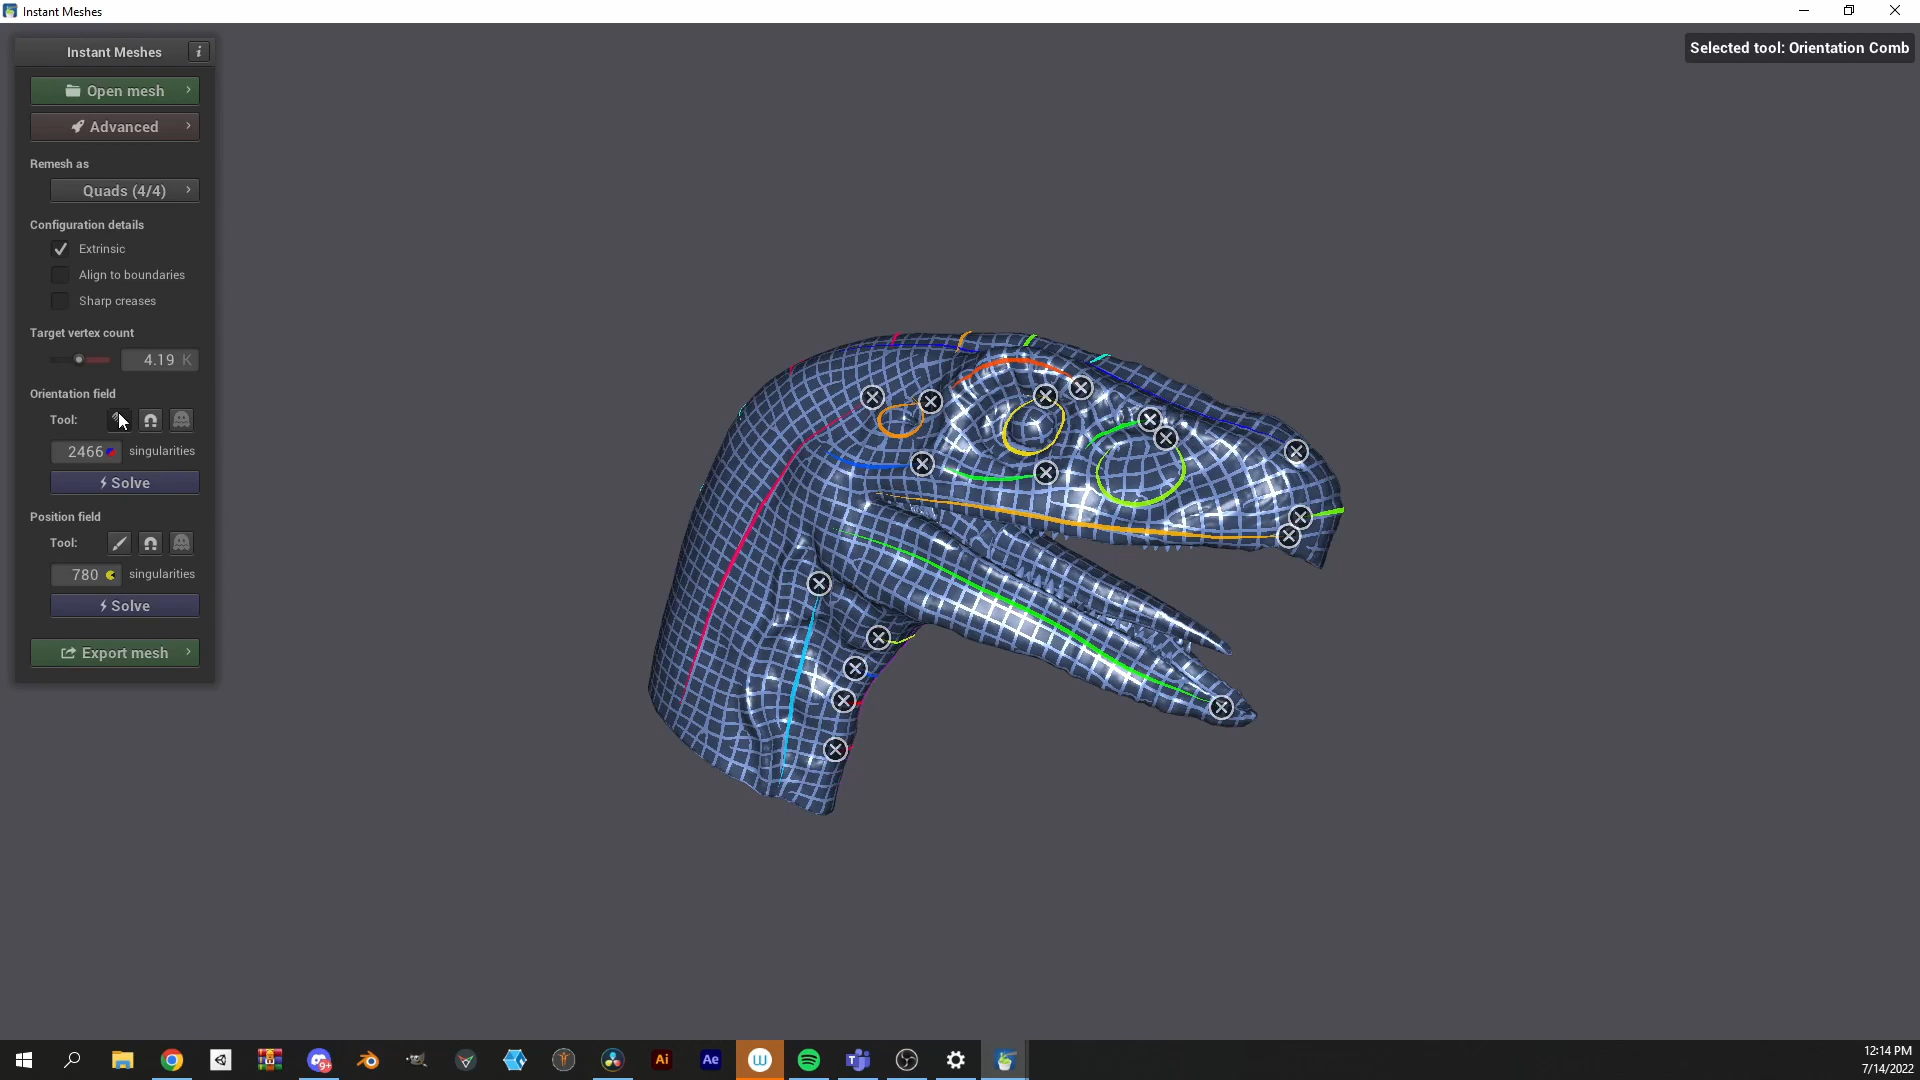 Instant Meshes
Selected tool: Orientation Comb
Instant Meshes
i
Open mesh
Advanced
Remesh as
Quads (4/4)
Configuration details
Extrinsic
Align to boundaries
Sharp creases
Target vertex count
4.19 K
Orientation field
Tool:
2466 singularities
Solve
Position field
Tool:
780 singularities
Solve
Export mesh
9+
Ai
Ae
W
12:14 PM
7/14/2022